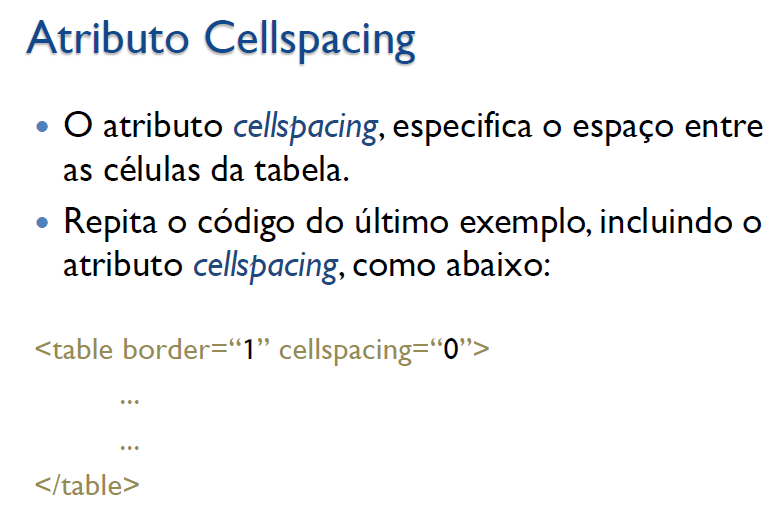 Atributo Cellspacing
• O atributo cellspacing, especifica o espaço entre
as células da tabela.
• Repita o código do último exemplo, incluindo o
atributo cellspacing, como abaixo:
<table border=“1” cellspacing=“0”>
...
...
</table>